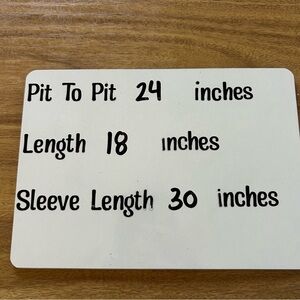 Pit To Pit 24 inches
Length 18 inches
Sleeve Length 30 inches